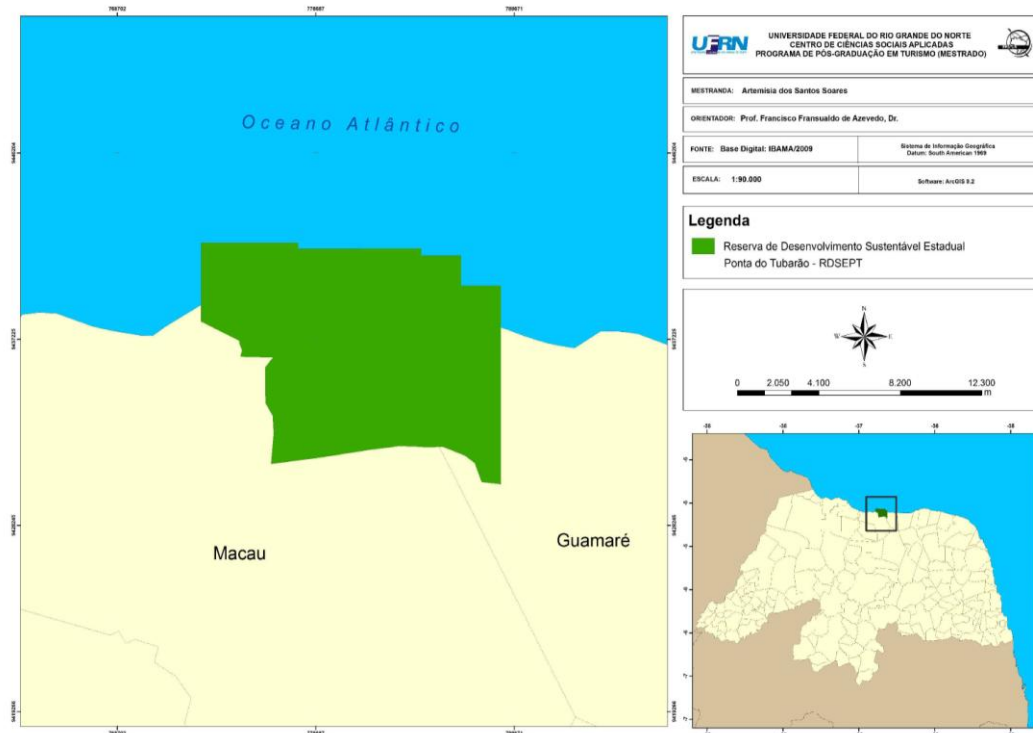 Oceano Atlântico
Macau
Guamaré
UFRN
UNIVERSIDADE FEDERAL DO RIO GRANDE DO NORTE
CENTRO DE CIÊNCIAS SOCIAIS APLICADAS
PROGRAMA DE PÓS-GRADUAÇÃO EM TURISMO (MESTRADO)
MESTRANDA: Artemísia dos Santos Soares
ORIENTADOR: Prof. Francisco Fransualdo de Azevedo, Dr.
FONTE: Base Digital: IBAMA/2009
Sistema de Informação Geográfica
Datum: South American 1969
ESCALA: 1:90.000
Software: ArcGIS 9.2
Legenda
Reserva de Desenvolvimento Sustentável Estadual
Ponta do Tubarão - RDSEPT
N
W
E
S
0 2.050 4.100 8.200 12.300
m